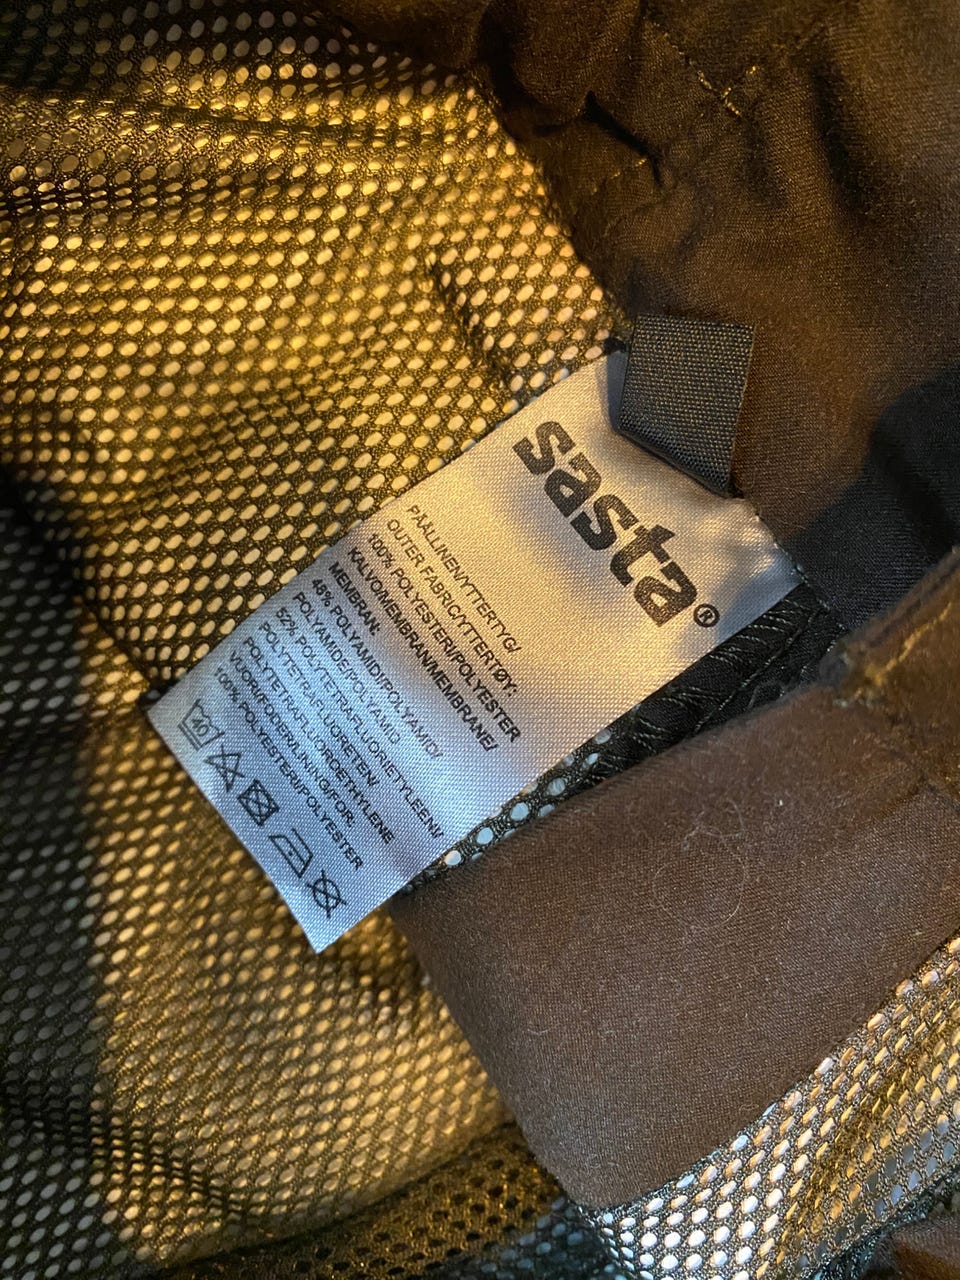 sasta®
PÄÄLLINEN/YTTERTYG/
OUTER FABRIC/YTTERTØY:
100% POLYESTERI/POLYESTER
KALVO/MEMBRAN/MEMBRANE/
MEMBRAN:
48% POLYAMIDI/POLYAMID/
POLYAMIDE/POLYAMID
52% POLYTETRAFLUORIETYLEENI/
POLYTETRAFLUORETEN/
POLYTETRAFLUOROETHYLENE
VUORI/FODER/LINING/FOR:
100% POLYESTERI/POLYESTER
40